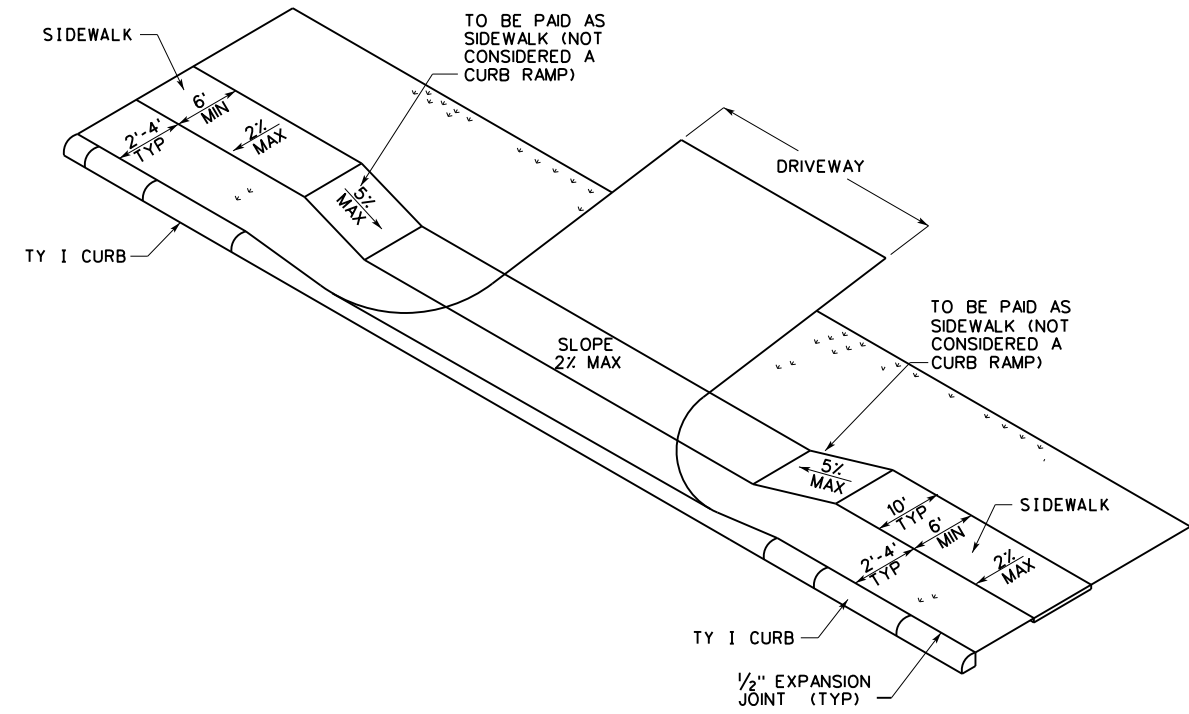 TO BE PAID AS
SIDEWALK (NOT
CONSIDERED A
CURB RAMP)
SIDEWALK
6'
MIN
2'-4'
TYP
2%
MAX
5%
MAX
DRIVEWAY
TY I CURB
TO BE PAID AS
SIDEWALK (NOT
CONSIDERED A
CURB RAMP)
SLOPE
2% MAX
5%
MAX
10'
TYP
SIDEWALK
6'
MIN
2'-4'
TYP
2%
MAX
TY I CURB
½" EXPANSION
JOINT (TYP)